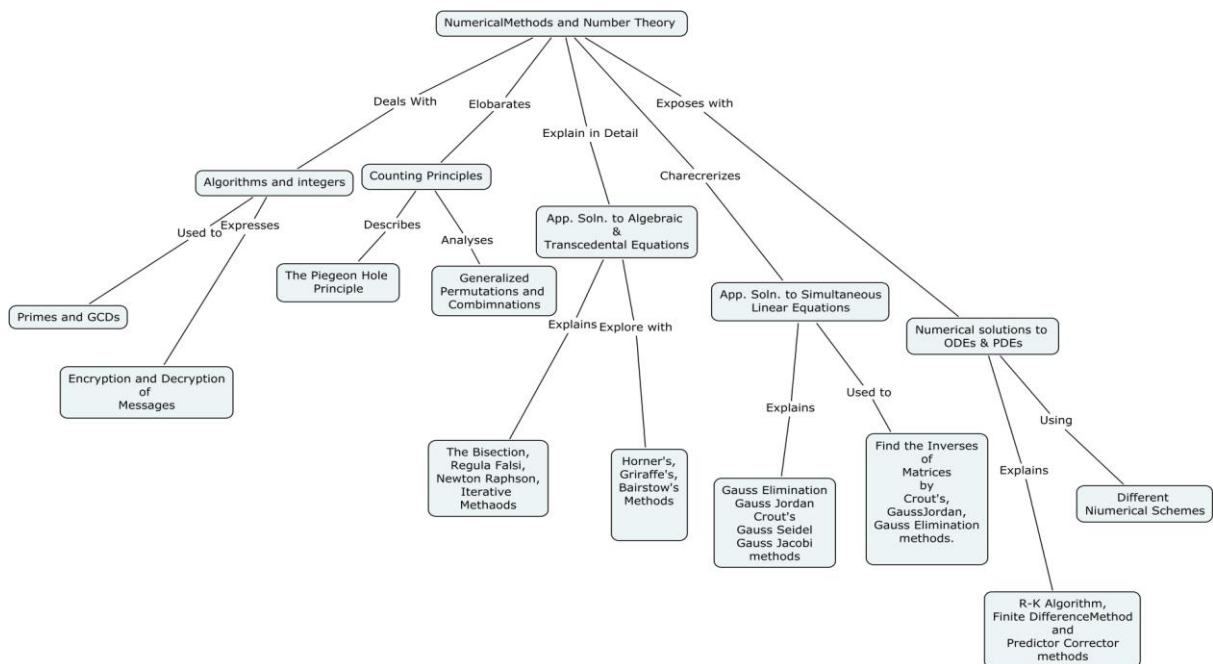 NumericalMethods and Number Theory
Deals With
Elobarates
Explain in Detail
Charecrerizes
Exposes with
Algorithms and integers
Counting Principles
App. Soln. to Algebraic
&
Transcedental Equations
App. Soln. to Simultaneous
Linear Equations
Numerical solutions to
ODEs & PDEs
Used to
Expresses
Describes
Analyses
Explains
Explore with
Explains
Used to
Explains
Using
Primes and GCDs
Encryption and Decryption
of
Messages
The Piegeon Hole
Principle
Generalized
Permutations and
Combimnations
The Bisection,
Regula Falsi,
Newton Raphson,
Iterative
Methaods
Horner's,
Griraffe's,
Bairstow's
Methods
Gauss Elimination
Gauss Jordan
Crout's
Gauss Seidel
Gauss Jacobi
methods
Find the Inverses
of
Matrices
by
Crout's,
GaussJordan,
Gauss Elimination
methods.
R-K Algorithm,
Finite DifferenceMethod
and
Predictor Corrector
methods
Different
Niumerical Schemes